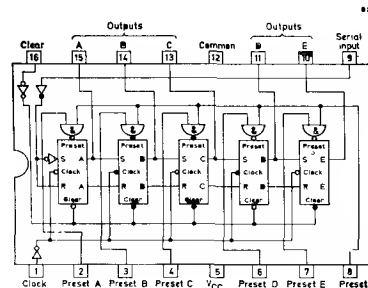 Outputs Outputs
Clear A B C Common D E Serial Input
16 15 14 13 12 11 10 9
Preset Preset Preset Preset Preset
S A S B S C S D S E
Clock Clock Clock Clock Clock
R A R B R C R D R E
Clear Clear Clear Clear Clear
1 2 3 4 5 6 7 8
Clock Preset A Preset B Preset C VCC Preset D Preset E Preset